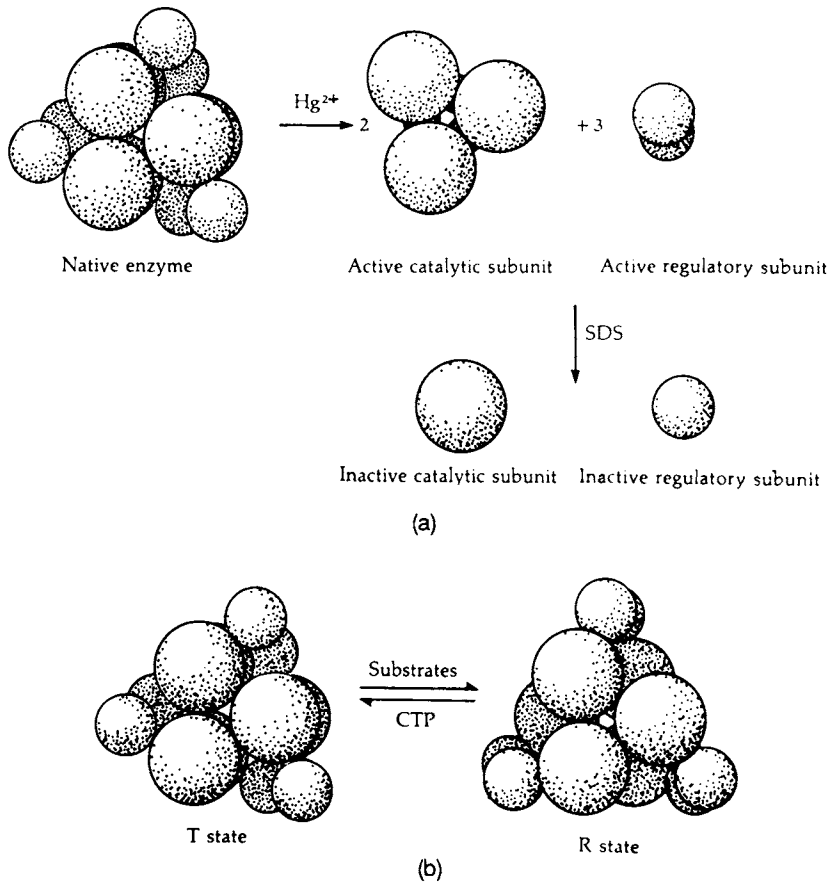 Hg²⁺
2
+ 3
Native enzyme
Active catalytic subunit
Active regulatory subunit
SDS
Inactive catalytic subunit
Inactive regulatory subunit
(a)
Substrates
CTP
T state
R state
(b)